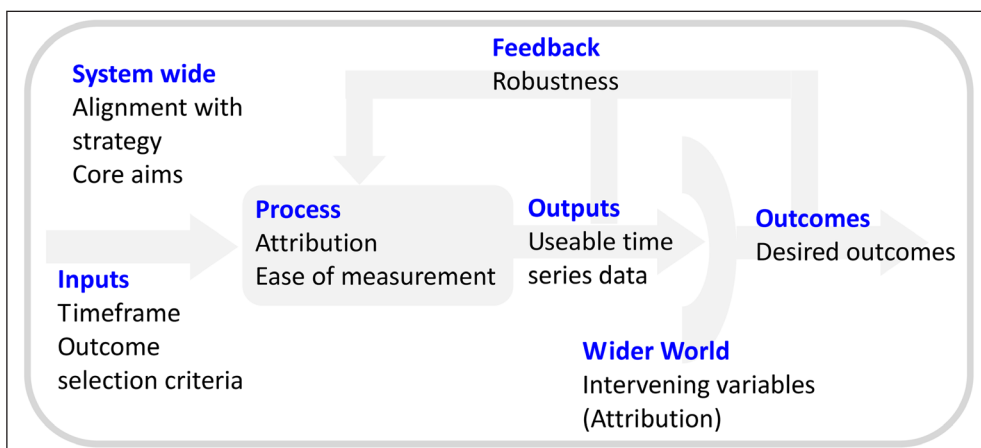 System wide
Alignment with
strategy
Core aims
Feedback
Robustness
Inputs
Timeframe
Outcome
selection criteria
Process
Attribution
Ease of measurement
Outputs
Useable time
series data
Wider World
Intervening variables
(Attribution)
Outcomes
Desired outcomes